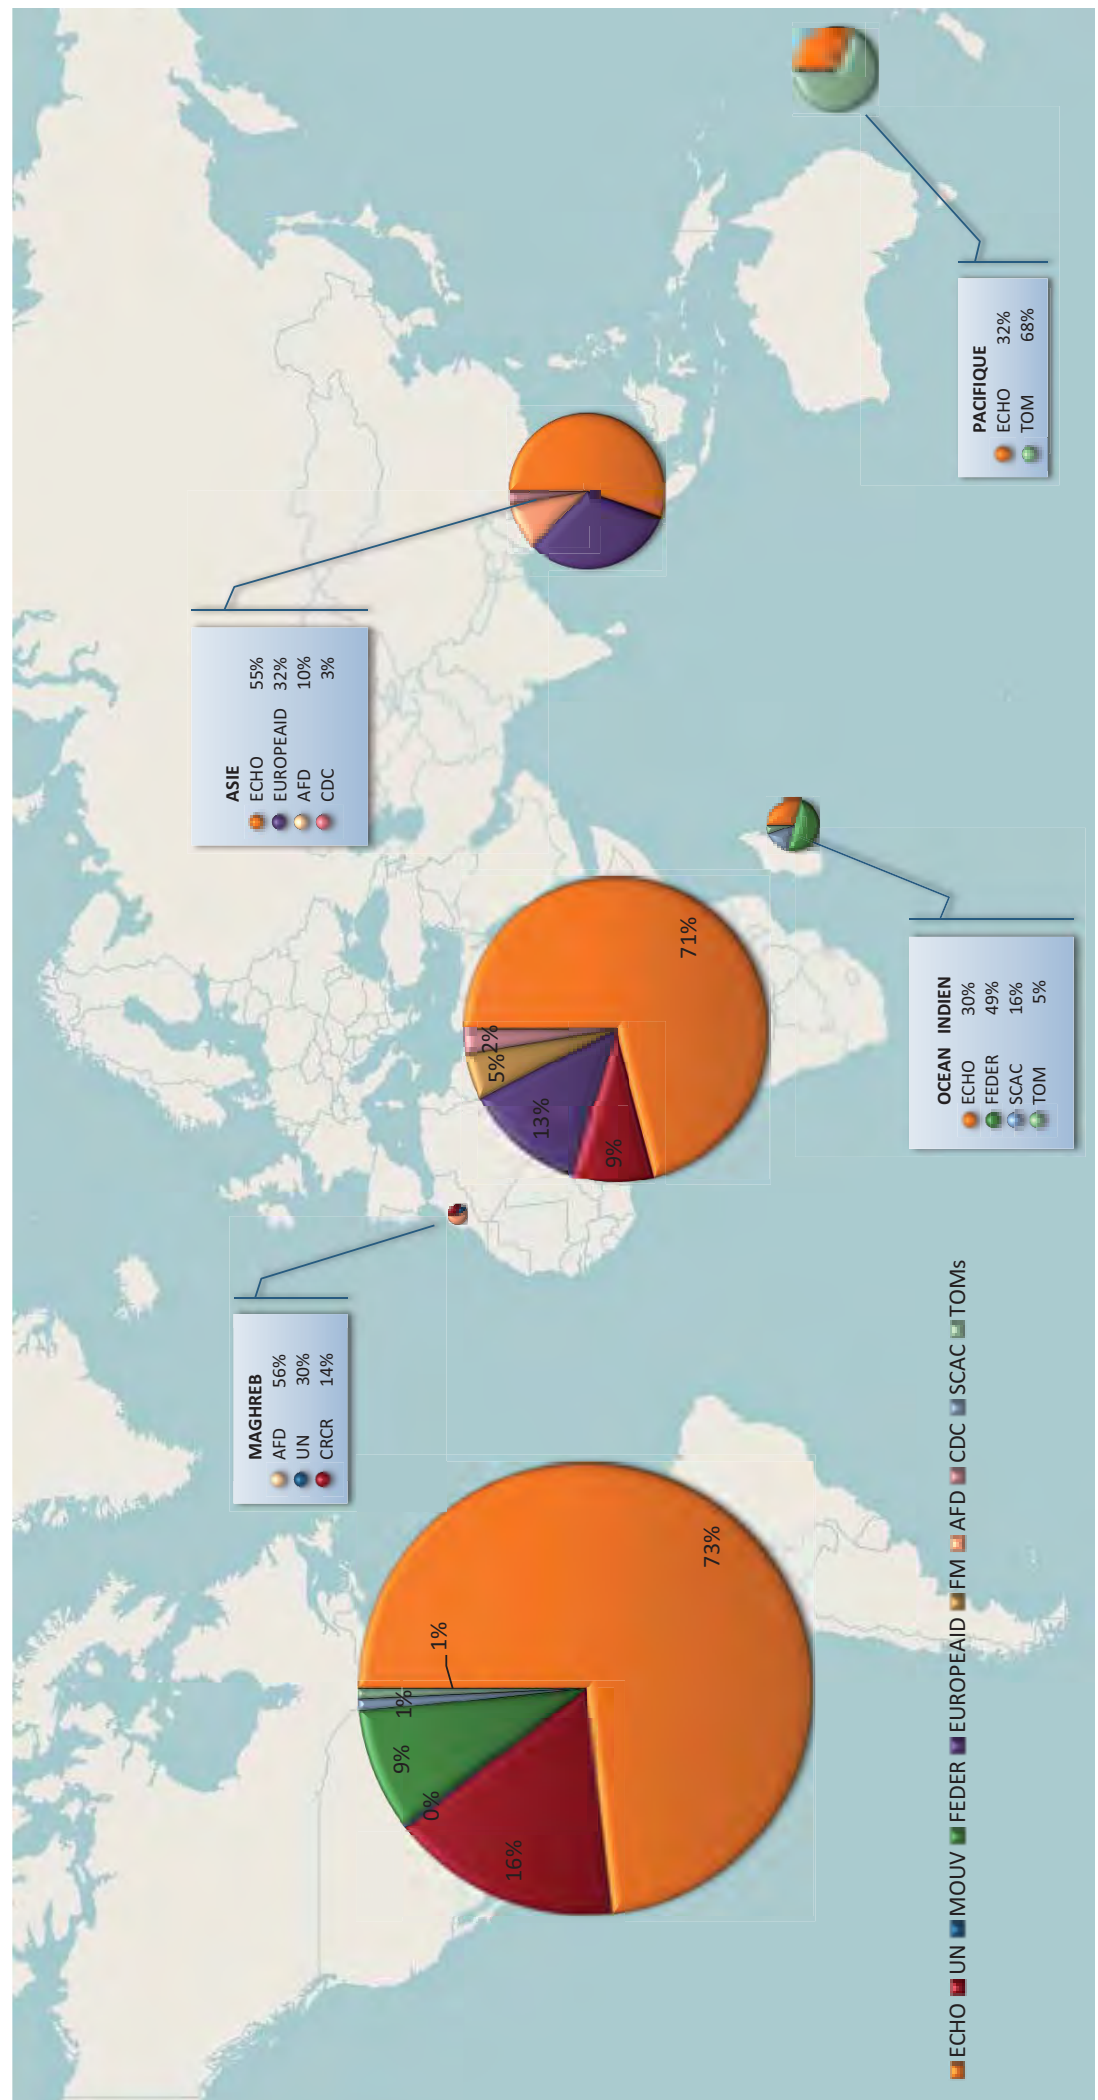 MAGHREB
AFD 56%
UN 30%
CRCR 14%
ASIE
ECHO 55%
EUROPEAID 32%
AFD 10%
CDC 3%
1%
1%
9%
0%
16%
73%
2%
5%
13%
9%
71%
OCEAN INDIEN
ECHO 30%
FEDER 49%
SCAC 16%
TOM 5%
PACIFIQUE
ECHO 32%
TOM 68%
ECHO UN MOUV FEDER EUROPEAID FM AFD CDC SCAC TOMs